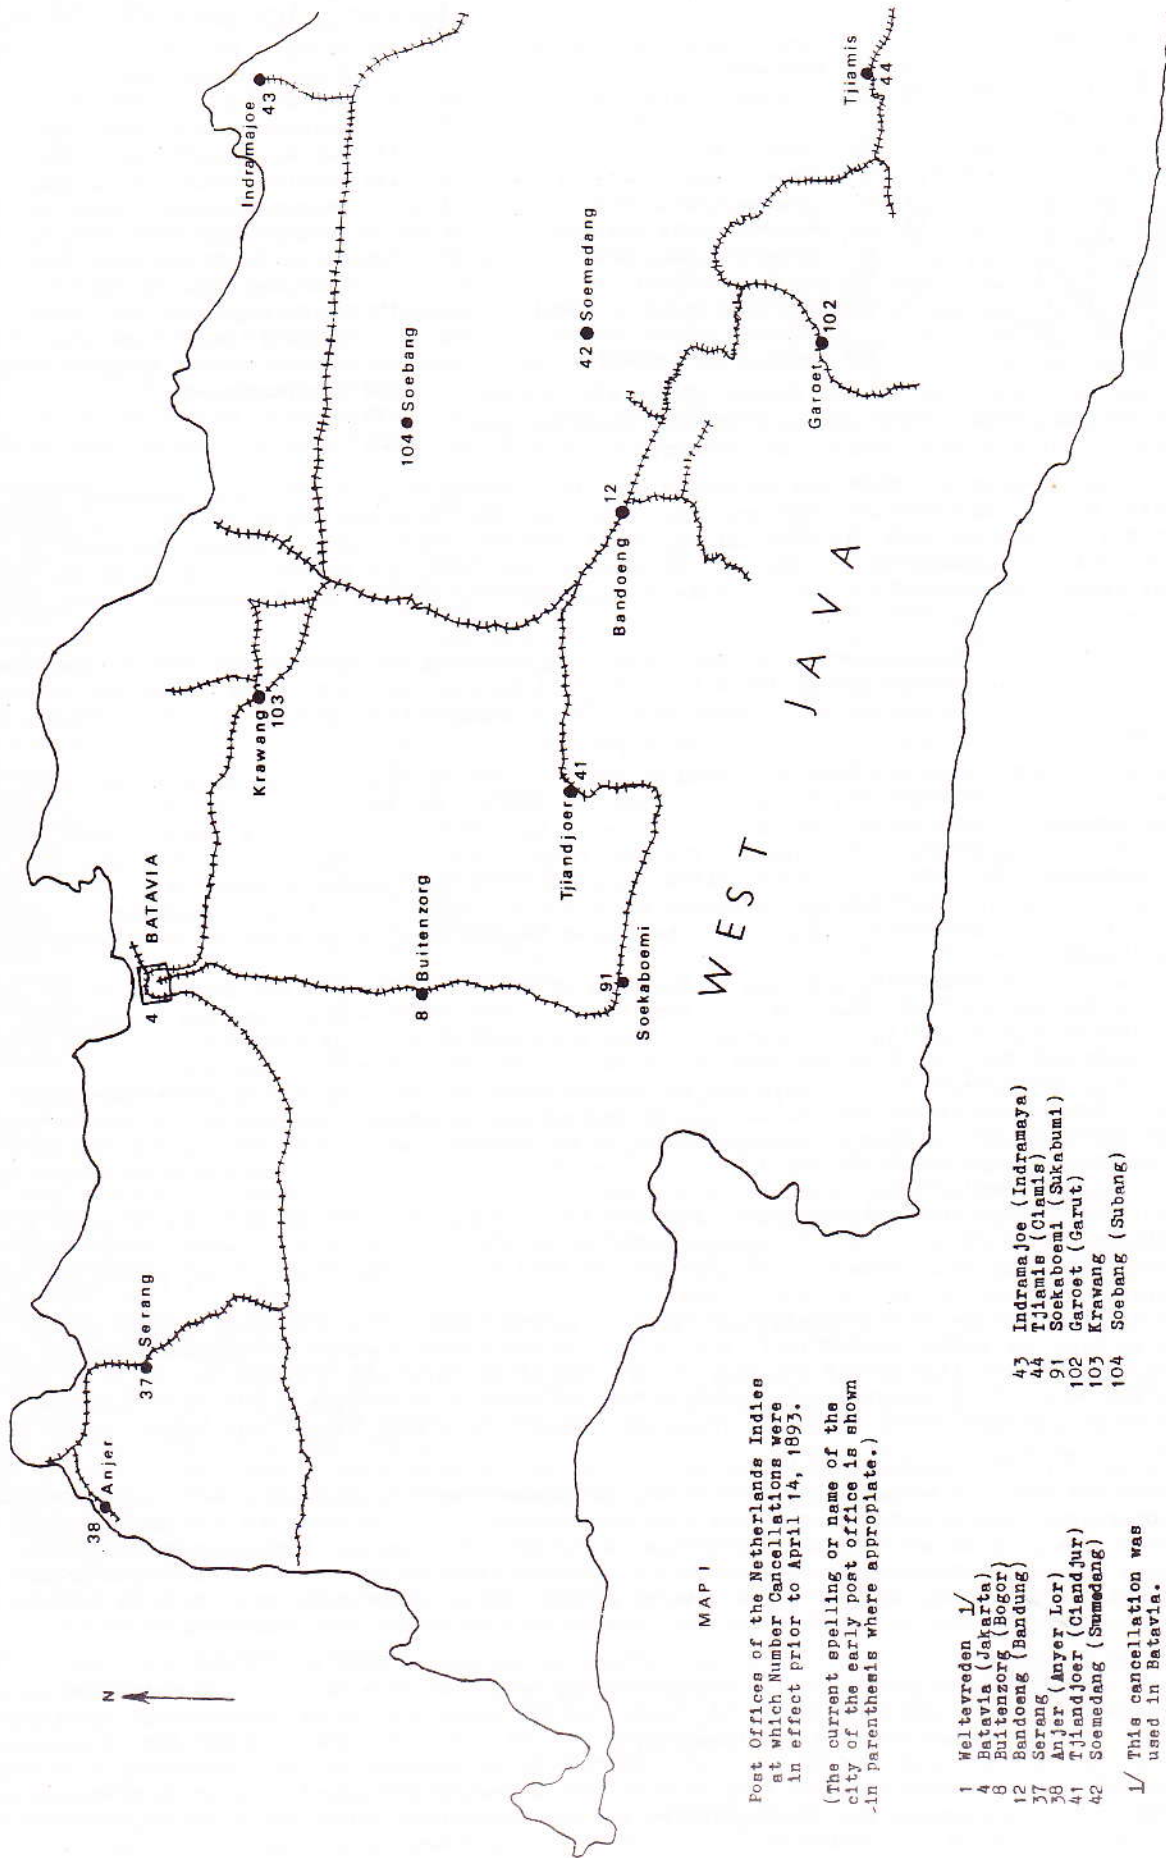 N
38
Anjer
37
Serang
4
BATAVIA
Krawang
103
Indramajoe
43
8
Buitenzorg
104
Soebang
42
Soemedang
Tjiandjoer
41
91
Soekaboemi
Bandoeng
12
Garoet
102
Tjiamis
44
WEST JAVA
MAP I
Post Offices of the Netherlands Indies
at which Number Cancellations were
in effect prior to April 14, 1893.
(The current spelling or name of the
city of the early post office is shown
in parenthesis where appropiate.)
1 Weltevreden 1/
4 Batavia (Jakarta)
8 Buitenzorg (Bogor)
12 Bandoeng (Bandung)
37 Serang
38 Anjer (Anyer Lor)
41 Tjiandjoer (Ciandjur)
42 Soemedang (Sumedang)
43 Indramajoe (Indramaya)
44 Tjiamis (Ciamis)
91 Soekaboemi (Sukabumi)
102 Garoet (Garut)
103 Krawang
104 Soebang (Subang)
1/ This cancellation was
used in Batavia.